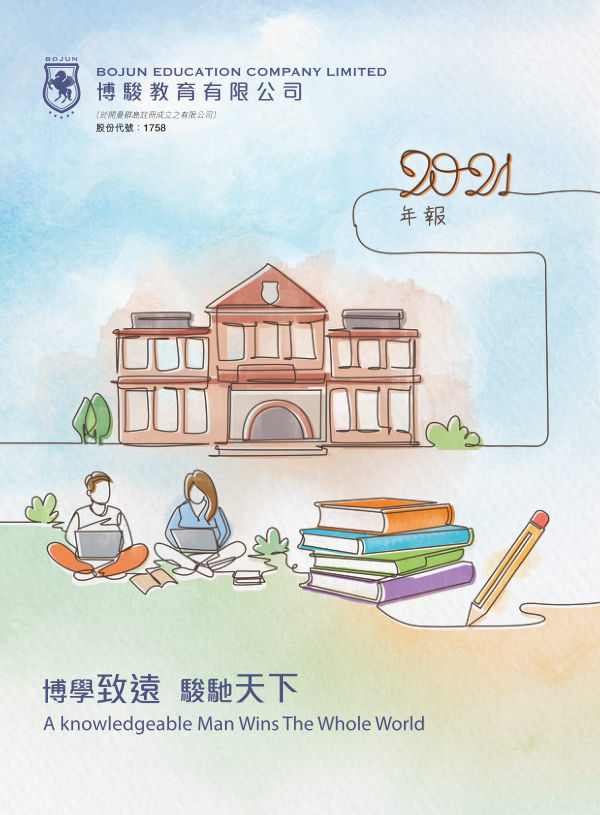 BOJUN
BOJUN EDUCATION COMPANY LIMITED
博駿教育有限公司
(於開曼群島註冊成立之有限公司)
股份代號：1758
2021
年報
博學致遠 駿馳天下
A knowledgeable Man Wins The Whole World